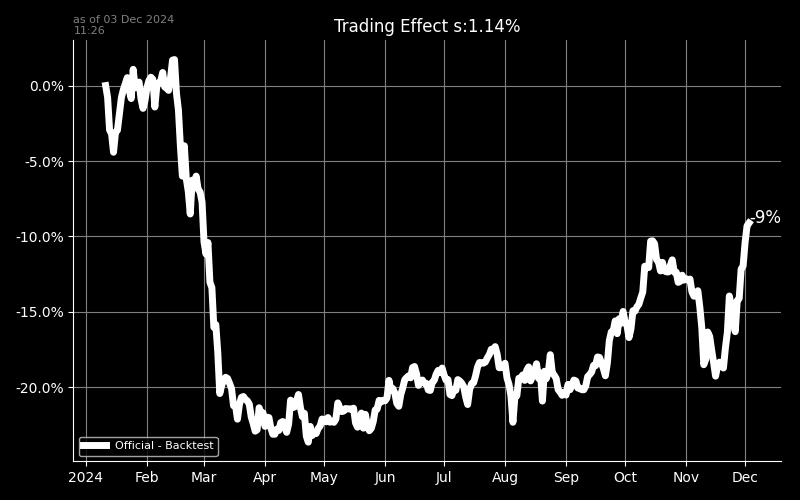 as of 03 Dec 2024
11:26
Trading Effect s:1.14%
0.0%
-5.0%
-10.0%
-15.0%
-20.0%
-9%
Official - Backtest
2024 Feb Mar Apr May Jun Jul Aug Sep Oct Nov Dec